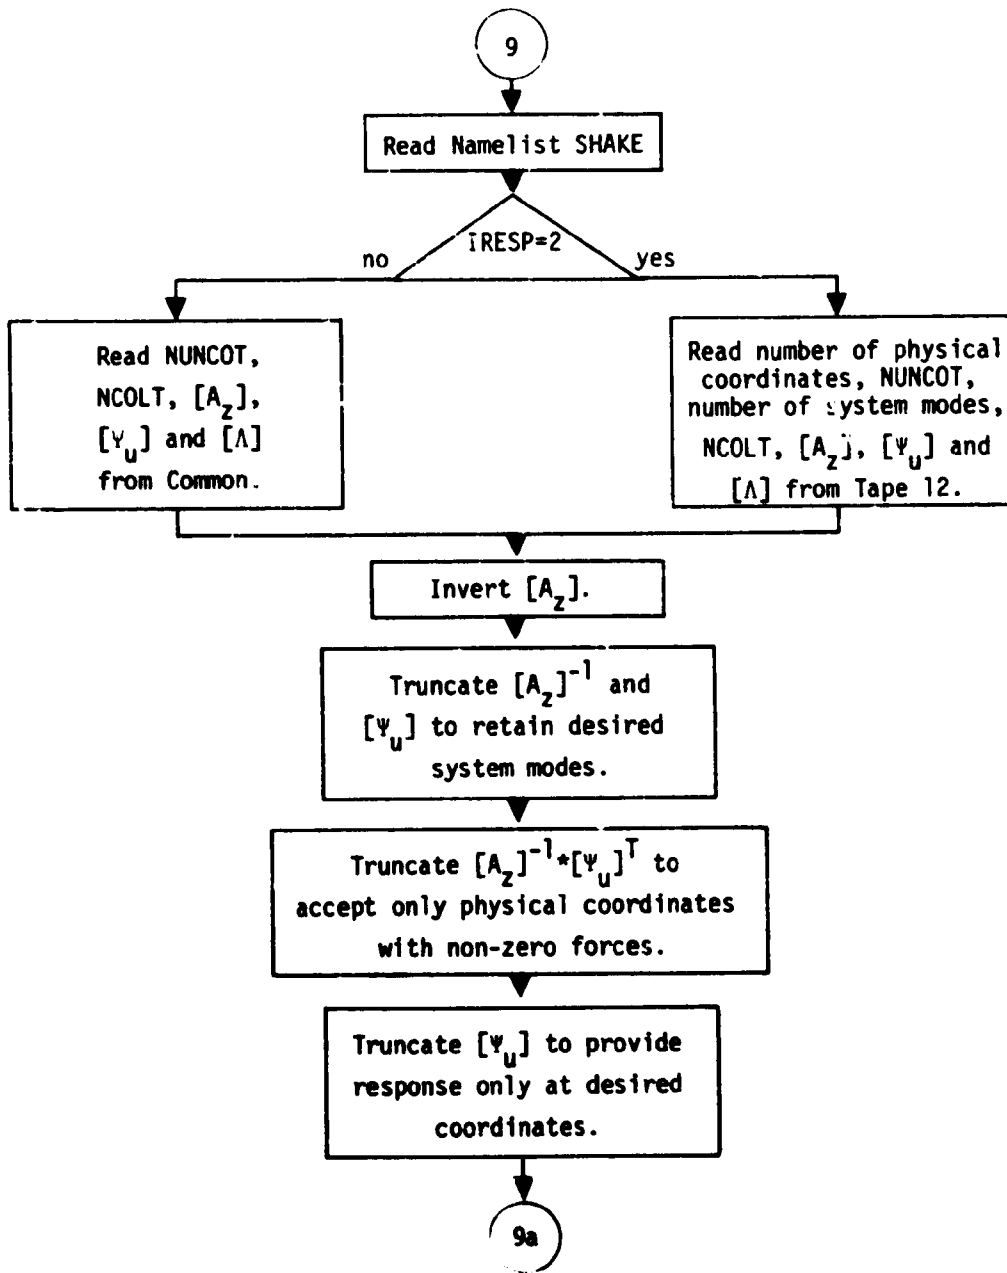 9
Read Namelist SHAKE
IRESP=2
no
yes
Read NUNCOT,
NCOLT, [A_z],
[Ψ_u] and [Λ]
from Common.
Read number of physical
coordinates, NUNCOT,
number of system modes,
NCOLT, [A_z], [Ψ_u] and
[Λ] from Tape 12.
Invert [A_z].
Truncate [A_z]^-1 and
[Ψ_u] to retain desired
system modes.
Truncate [A_z]^-1*[Ψ_u]^T to
accept only physical coordinates
with non-zero forces.
Truncate [Ψ_u] to provide
response only at desired
coordinates.
9a